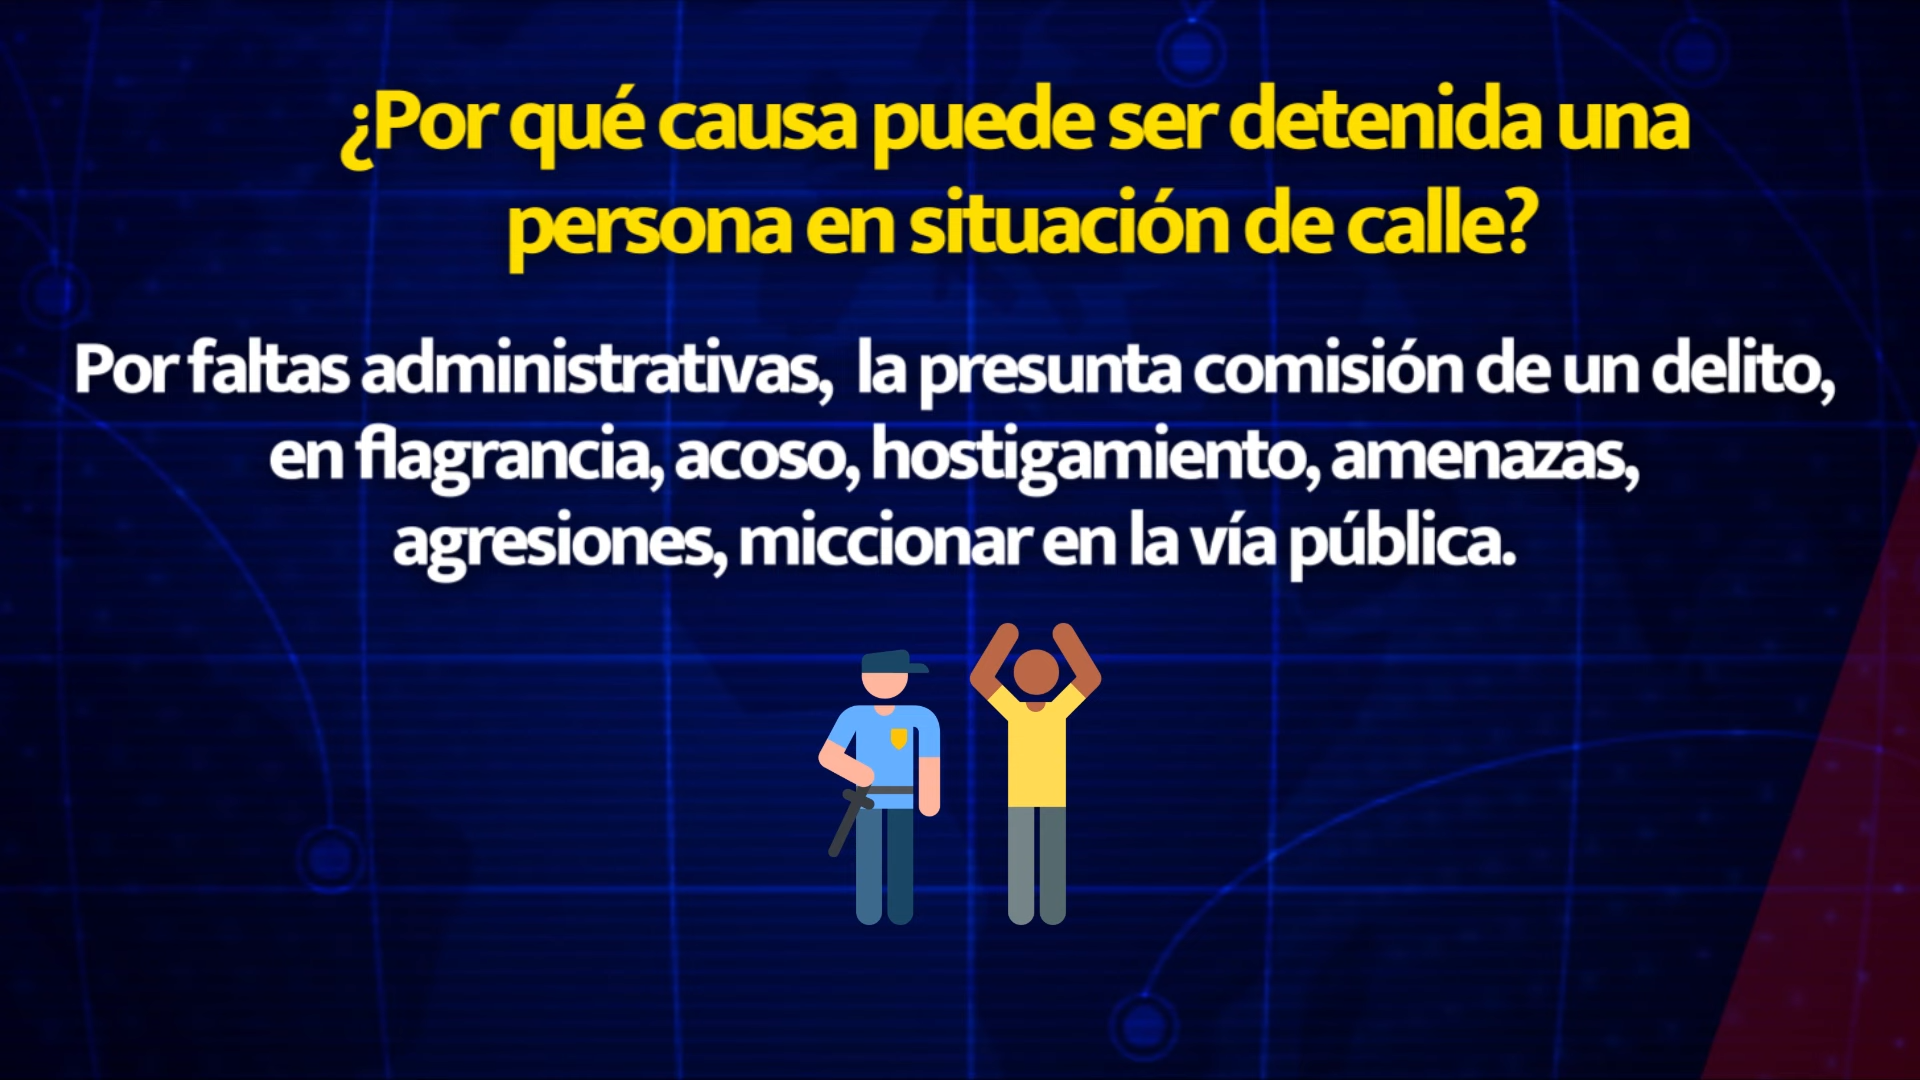 ¿Por qué causa puede ser detenida una
persona en situación de calle?
Por faltas administrativas,  la presunta comisión de un delito,
en flagrancia, acoso, hostigamiento, amenazas,
agresiones, miccionar en la vía pública.